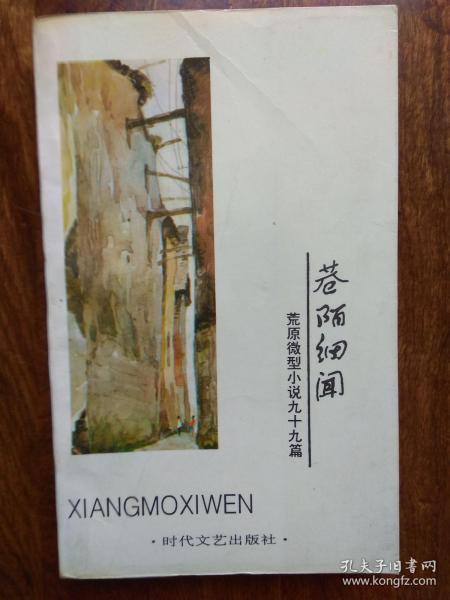 巷陌细闻
荒原微型小说九十九篇
XIANGMOXIWEN
·时代文艺出版社·
孔夫子旧书网
www.kongfz.com